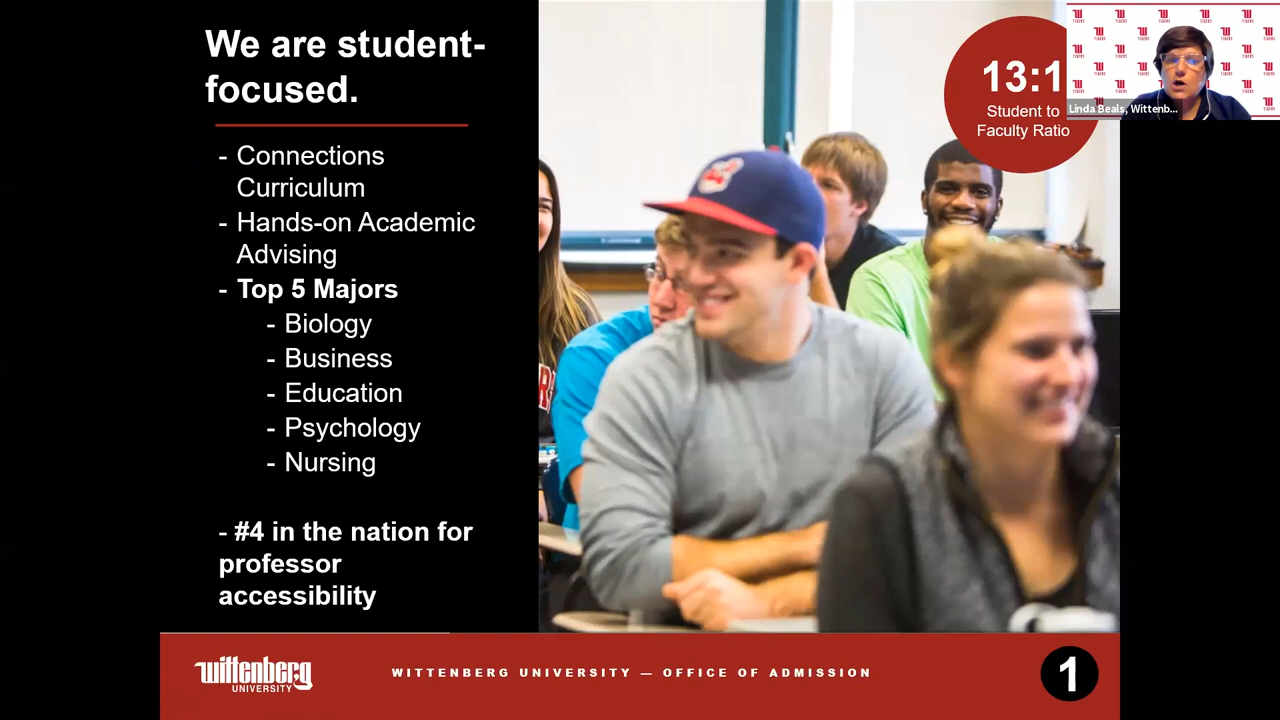 We are student-
focused.
- Connections
Curriculum
- Hands-on Academic
Advising
- Top 5 Majors
- Biology
- Business
- Education
- Psychology
- Nursing
- #4 in the nation for
professor
accessibility
13:1
Student to
Faculty Ratio
Linda Beals, Wittenb...
wittenberg
UNIVERSITY
WITTENBERG UNIVERSITY — OFFICE OF ADMISSION
1